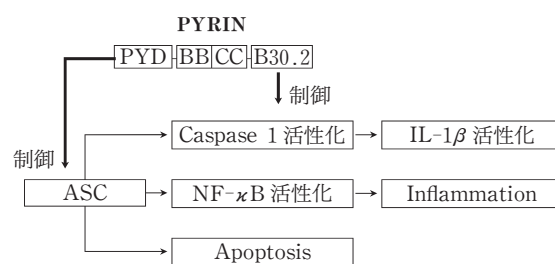 PYRIN
PYD BB CC B30.2
制御
Caspase 1 活性化 IL-1β 活性化
制御
ASC NF-κB 活性化 Inflammation
Apoptosis